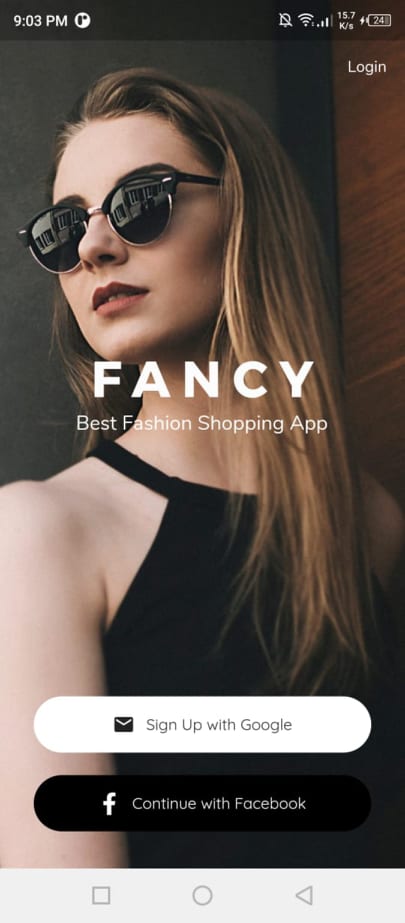 9:03 PM
15.7
K/s
24
Login
FANCY
Best Fashion Shopping App
Sign Up with Google
f Continue with Facebook